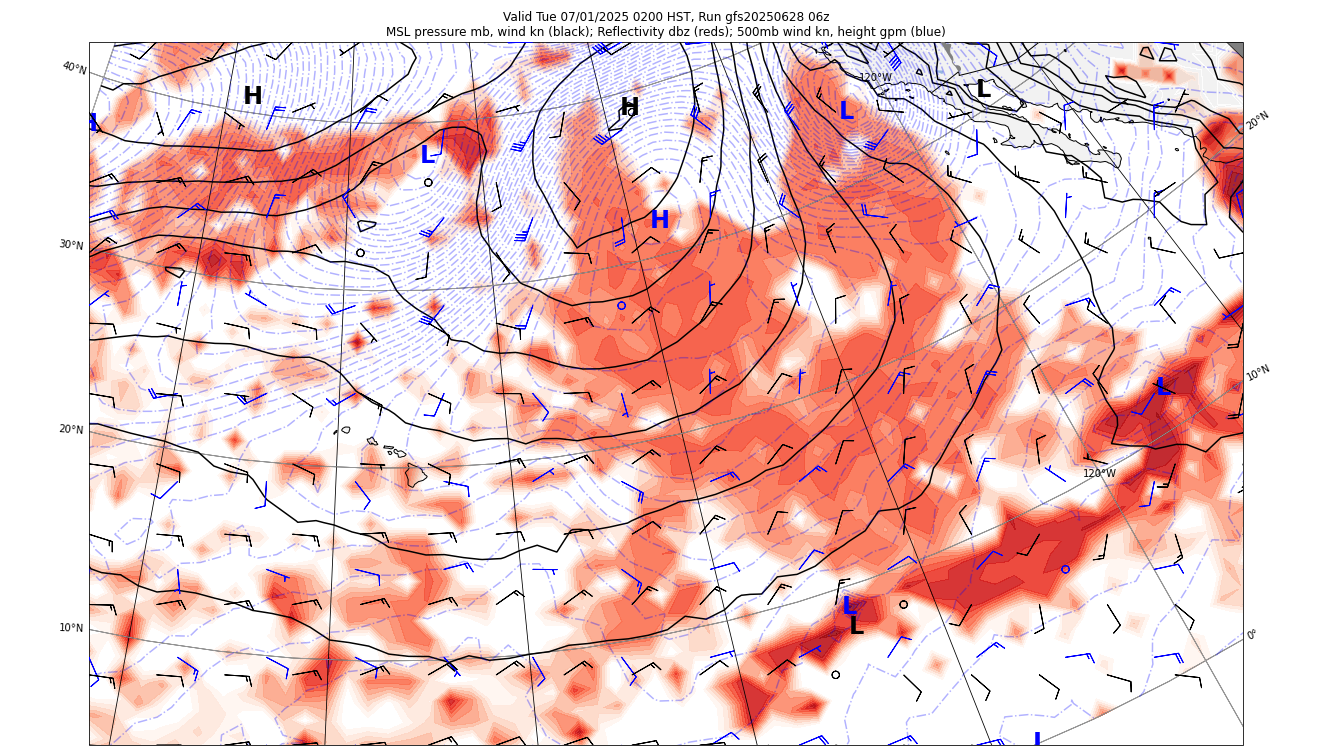 Valid Tue 07/01/2025 0200 HST, Run gfs20250628 06z
MSL pressure mb, wind kn (black); Reflectivity dbz (reds); 500mb wind kn, height gpm (blue)
40°N
120°W
L
H
H
L
20°N
L
H
30°N
10°N
L
20°N
120°W
L
L
10°N
0°